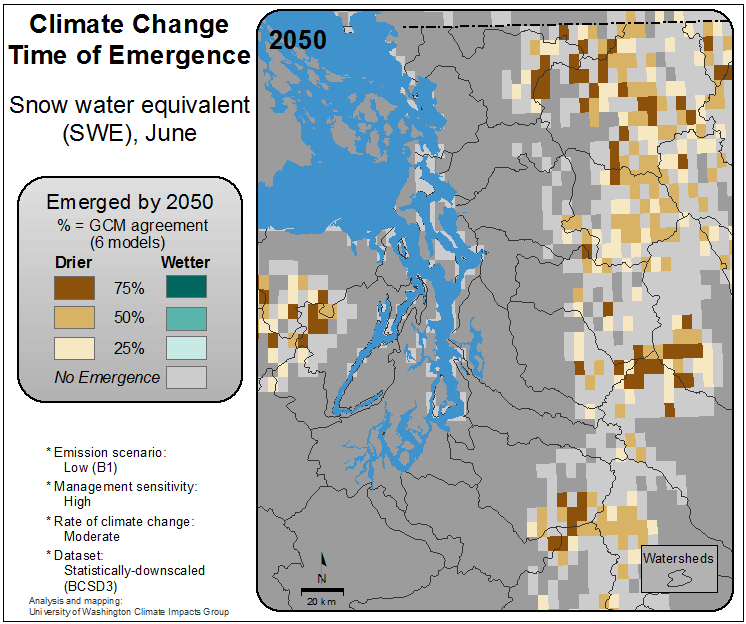 Climate Change
Time of Emergence
Snow water equivalent
(SWE), June
Emerged by 2050
% = GCM agreement
(6 models)
Drier Wetter
75%
50%
25%
No Emergence
* Emission scenario:
Low (B1)
* Management sensitivity:
High
* Rate of climate change:
Moderate
* Dataset:
Statistically-downscaled
(BCSD3)
Analysis and mapping:
University of Washington Climate Impacts Group
2050
N
20 km
Watersheds